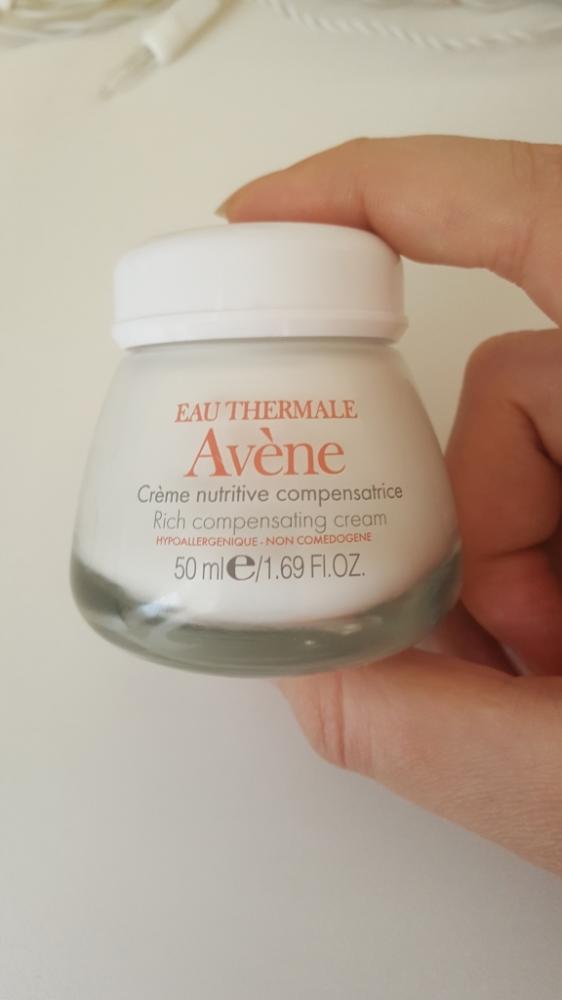 EAU THERMALE
Avène
Crème nutritive compensatrice
Rich compensating cream
HYPOALLERGENIQUE - NON COMEDOGENE
50 ml e/1.69 Fl.OZ.